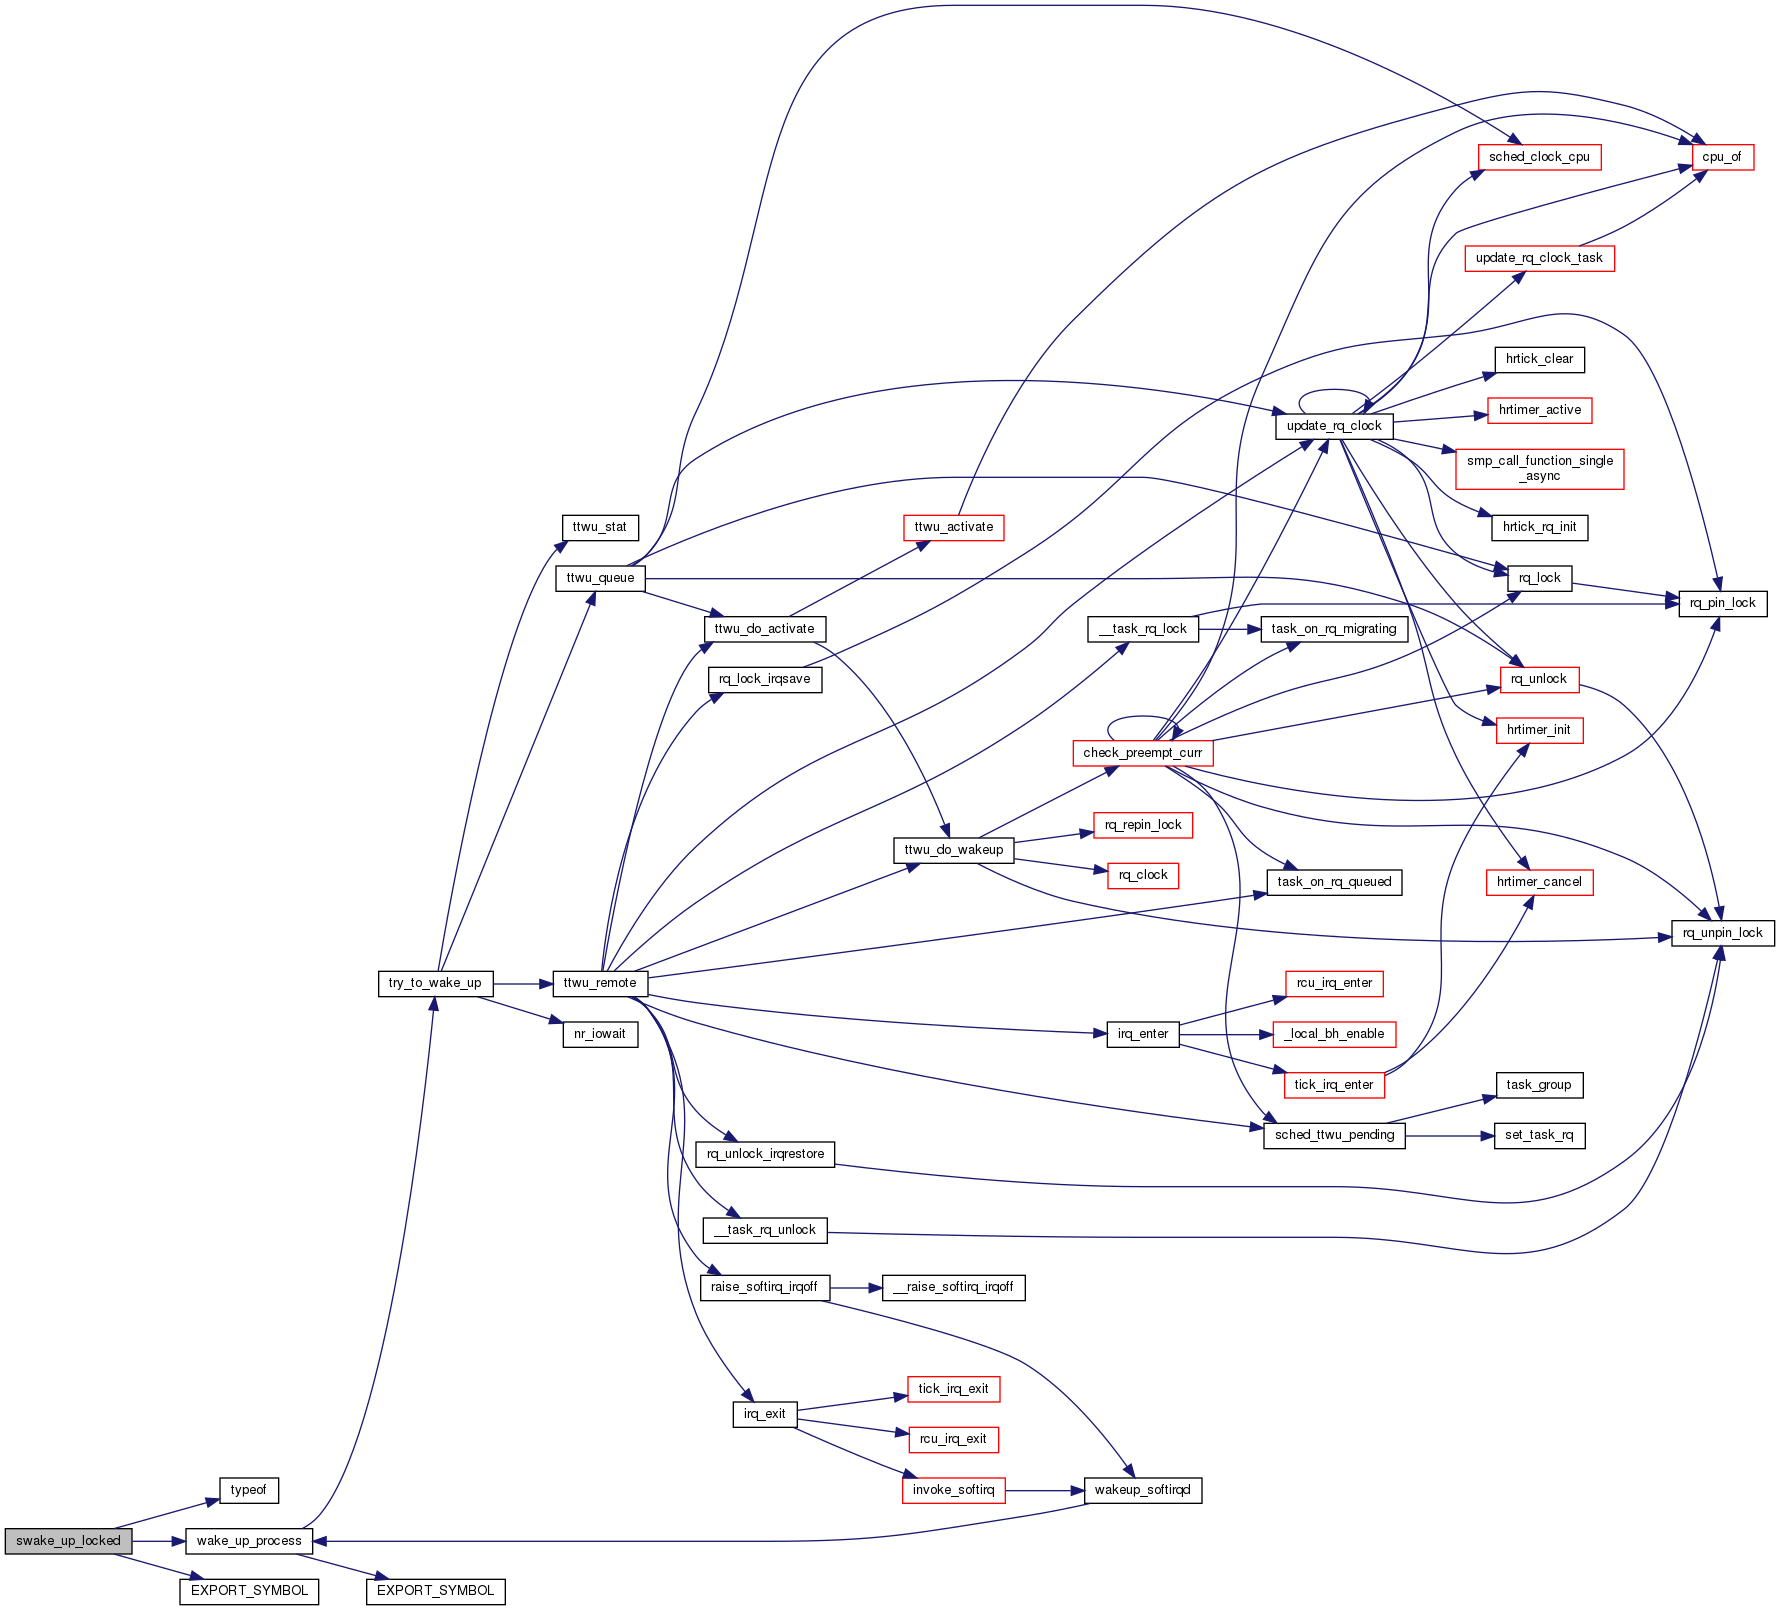 sched_clock_cpu
cpu_of
update_rq_clock_task
hrtick_clear
hrtimer_active
update_rq_clock
smp_call_function_single
_async
ttwu_stat
ttwu_activate
hrtick_rq_init
ttwu_queue
rq_lock
rq_pin_lock
ttwu_do_activate
__task_rq_lock
task_on_rq_migrating
rq_lock_irqsave
rq_unlock
hrtimer_init
check_preempt_curr
rq_repin_lock
ttwu_do_wakeup
rq_clock
task_on_rq_queued
hrtimer_cancel
rq_unpin_lock
try_to_wake_up
ttwu_remote
rcu_irq_enter
nr_iowait
irq_enter
_local_bh_enable
tick_irq_enter
task_group
sched_ttwu_pending
set_task_rq
rq_unlock_irqrestore
__task_rq_unlock
raise_softirq_irqoff
__raise_softirq_irqoff
tick_irq_exit
irq_exit
rcu_irq_exit
typeof
invoke_softirq
wakeup_softirqd
swake_up_locked
wake_up_process
EXPORT_SYMBOL
EXPORT_SYMBOL